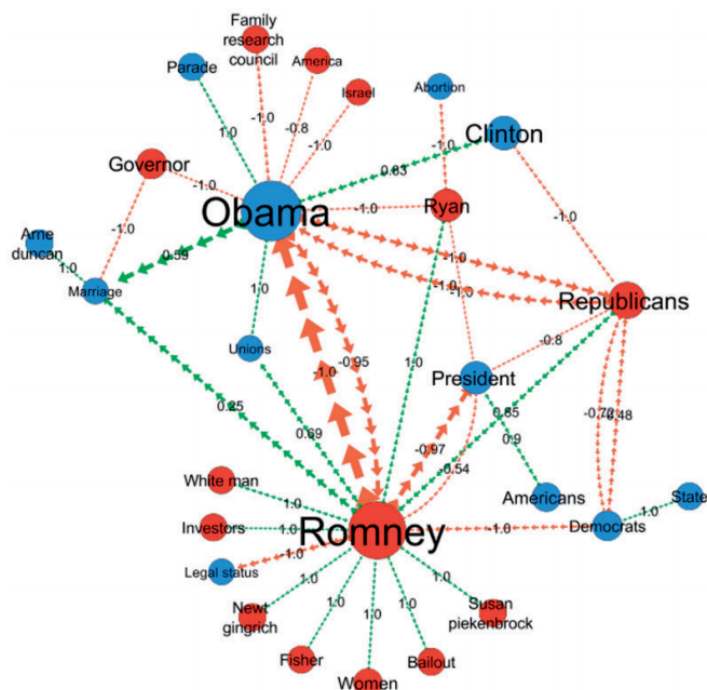 Family
research
council
America
Parade
Israel
Abortion
1.0
-1.0
-0.8
-1.0
-1.0
Clinton
Governor
0.63
-1.0
Obama
-1.0
Ryan
-1.0
Arne
duncan
-1.0
0.59
1.0
Marriage
-1.0
-1.0
1.0
Republicans
Unions
-0.95
-1.0
1.0
President
-0.8
0.25
0.69
0.85
0.9
-0.72
0.48
-0.97
0.54
White man
1.0
Americans
State
Investors
1.0
Romney
-1.0
Democrats
1.0
Legal status
-1.0
1.0
1.0
1.0
1.0
1.0
Newt
gingrich
Susan
piekenbrock
Fisher
Women
Bailout